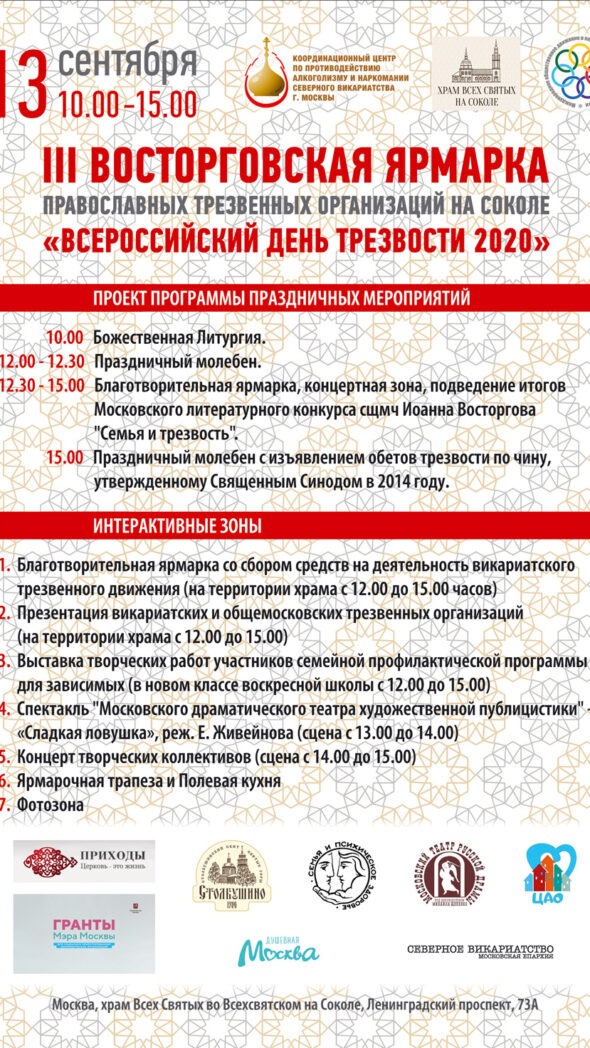 13 сентября
10.00 –15.00
КООРДИНАЦИОННЫЙ ЦЕНТР
ПО ПРОТИВОДЕЙСТВИЮ
АЛКОГОЛИЗМУ И НАРКОМАНИИ
СЕВЕРНОГО ВИКАРИАТСТВА
Г. МОСКВЫ
ХРАМ ВСЕХ СВЯТЫХ
НА СОКОЛЕ
III ВОСТОРГОВСКАЯ ЯРМАРКА
ПРАВОСЛАВНЫХ ТРЕЗВЕННЫХ ОРГАНИЗАЦИЙ НА СОКОЛЕ
«ВСЕРОССИЙСКИЙ ДЕНЬ ТРЕЗВОСТИ 2020»
ПРОЕКТ ПРОГРАММЫ ПРАЗДНИЧНЫХ МЕРОПРИЯТИЙ
10.00 Божественная Литургия.
12.00 - 12.30 Праздничный молебен.
12.30 - 15.00 Благотворительная ярмарка, концертная зона, подведение итогов
Московского литературного конкурса сщмч Иоанна Восторгова
"Семья и трезвость".
15.00 Праздничный молебен с изъявлением обетов трезвости по чину,
утвержденному Священным Синодом в 2014 году.
ИНТЕРАКТИВНЫЕ ЗОНЫ
1. Благотворительная ярмарка со сбором средств на деятельность викариатского
трезвенного движения (на территории храма с 12.00 до 15.00 часов)
2. Презентация викариатских и общемосковских трезвенных организаций
(на территории храма с 12.00 до 15.00)
3. Выставка творческих работ участников семейной профилактической программы
для зависимых (в новом классе воскресной школы с 12.00 до 15.00)
4. Спектакль "Московского драматического театра художественной публицистики" -
«Сладкая ловушка», реж. Е. Живейнова (сцена с 13.00 до 14.00)
5. Концерт творческих коллективов (сцена с 14.00 до 15.00)
6. Ярмарочная трапеза и Полевая кухня
7. Фотозона
ПРИХОДЫ
Церковь - это жизнь
СТОЛБУШИНО
СЕМЬЯ И ПСИХИЧЕСКОЕ ЗДОРОВЬЕ
МОСКОВСКИЙ ТЕАТР РУССКОЙ ДРАМЫ
ЦАО
ГРАНТЫ
Мэра Москвы
ДУШЕВНАЯ
Москва
СЕВЕРНОЕ ВИКАРИАТСТВО
МОСКОВСКАЯ ЕПАРХИЯ
Москва, храм Всех Святых во Всехсвятском на Соколе, Ленинградский проспект, 73А